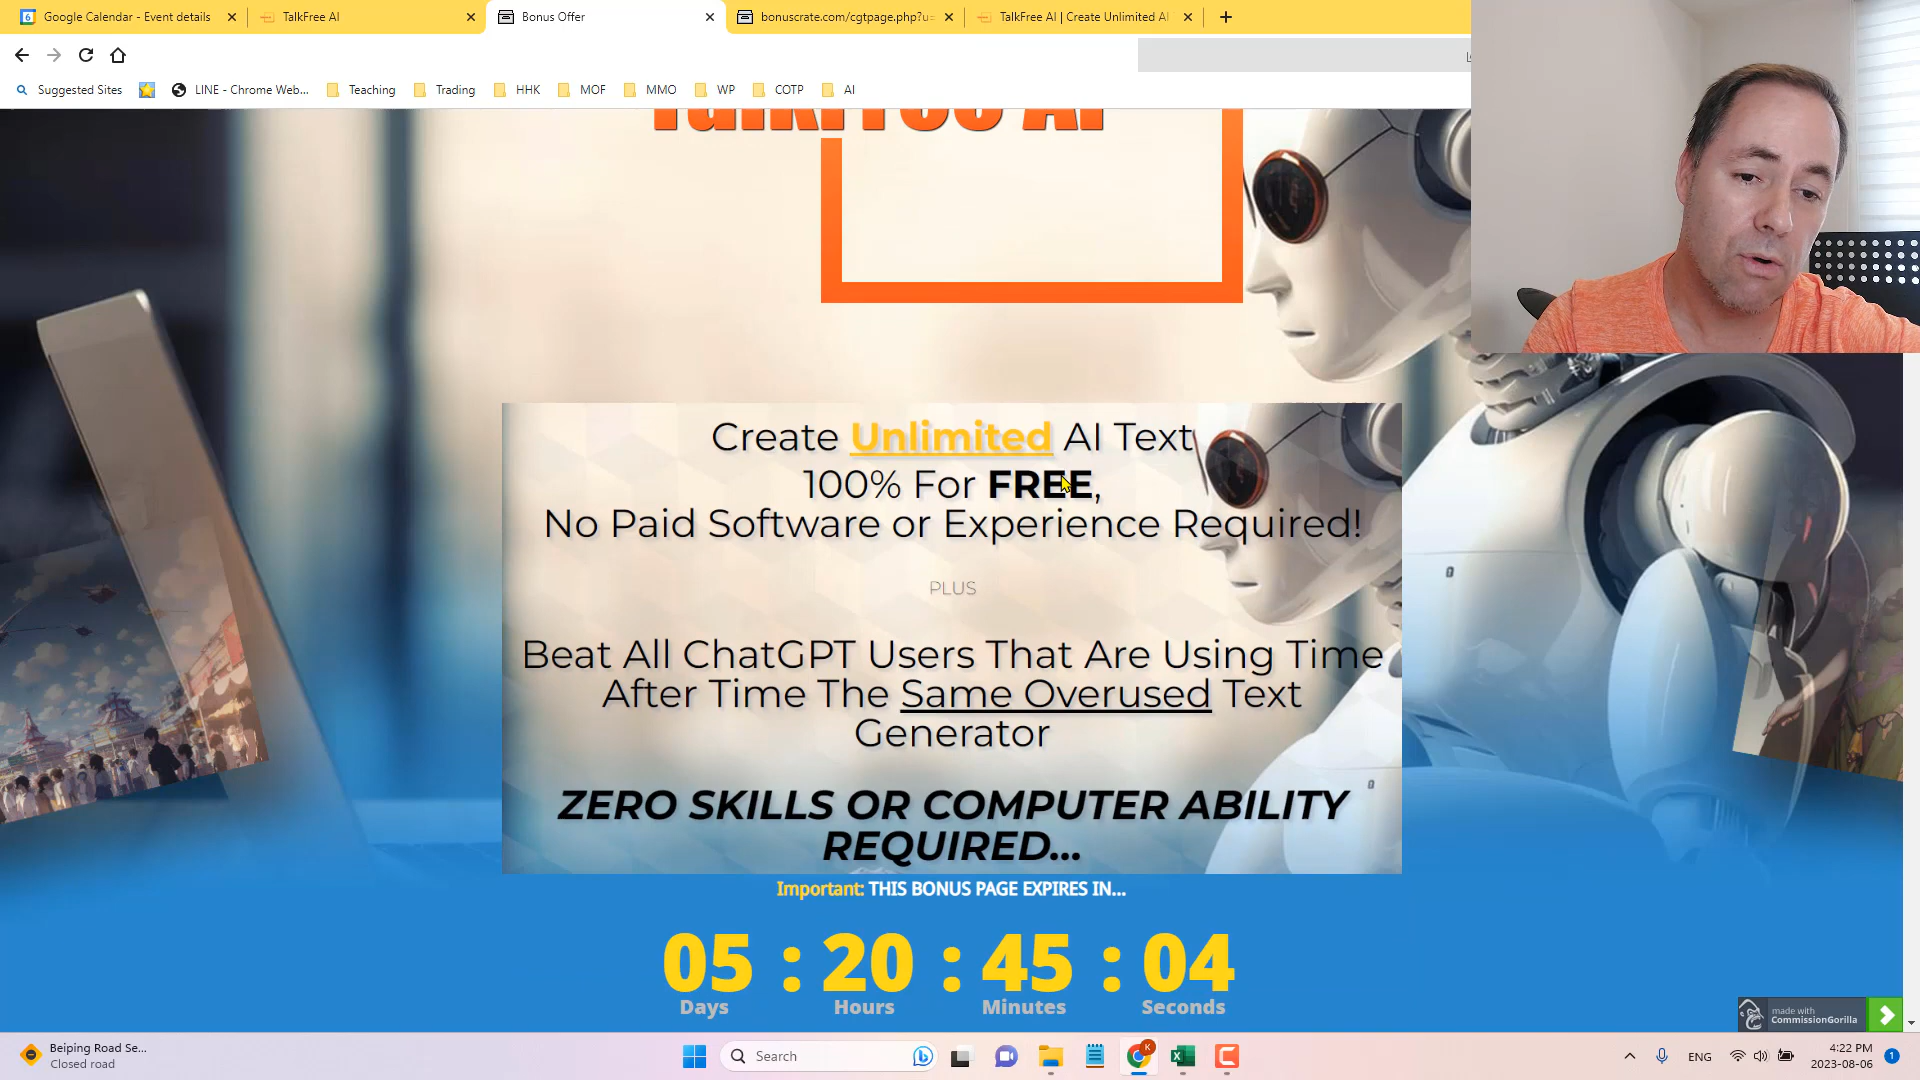 Google Calendar - Event details
TalkFree AI
Bonus Offer
bonuscrate.com/cgtpage.php?u=
TalkFree AI | Create Unlimited AI
Suggested Sites
LINE - Chrome Web...
Teaching
Trading
HHK
MOF
MMO
WP
COTP
AI
TalkFree AI
Create Unlimited AI Text
100% For FREE,
No Paid Software or Experience Required!
PLUS
Beat All ChatGPT Users That Are Using Time
After Time The Same Overused Text
Generator
ZERO SKILLS OR COMPUTER ABILITY
REQUIRED...
Important: THIS BONUS PAGE EXPIRES IN...
05 : 20 : 45 : 04
Days Hours Minutes Seconds
made with
CommissionGorilla
Beiping Road Se...
Closed road
Search
K
ENG
4:22 PM
2023-08-06
1